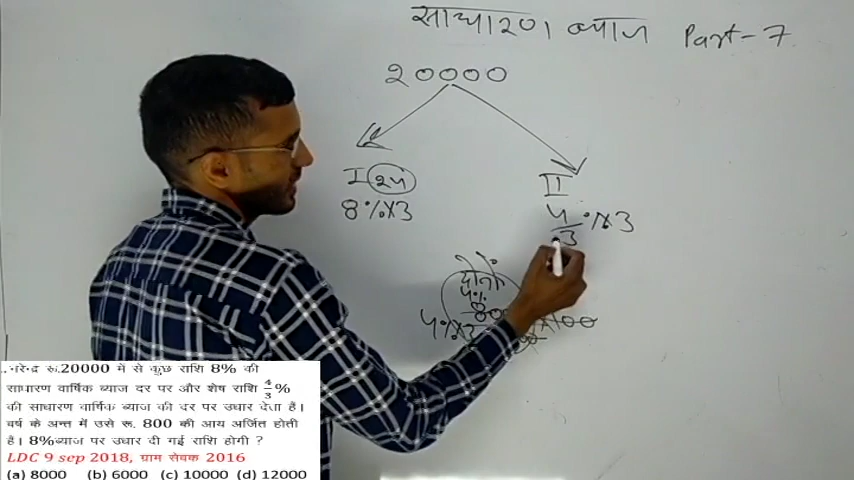 साधारण ब्याज Part-7
20000
I
II
8%×3
4/3 %×3
दोनों
4%
..नरेन्द्र रू.20000 में से कुछ राशि 8% की
साधारण वार्षिक ब्याज दर पर और शेष राशि 4/3%
की साधारण वार्षिक ब्याज की दर पर उधार देता है।
वर्ष के अन्त में उसे रू. 800 की आय अर्जित होती
है। 8%ब्याज पर उधार दी गई राशि होगी ?
LDC 9 sep 2018, ग्राम सेवक 2016
(a) 8000 (b) 6000 (c) 10000 (d) 12000